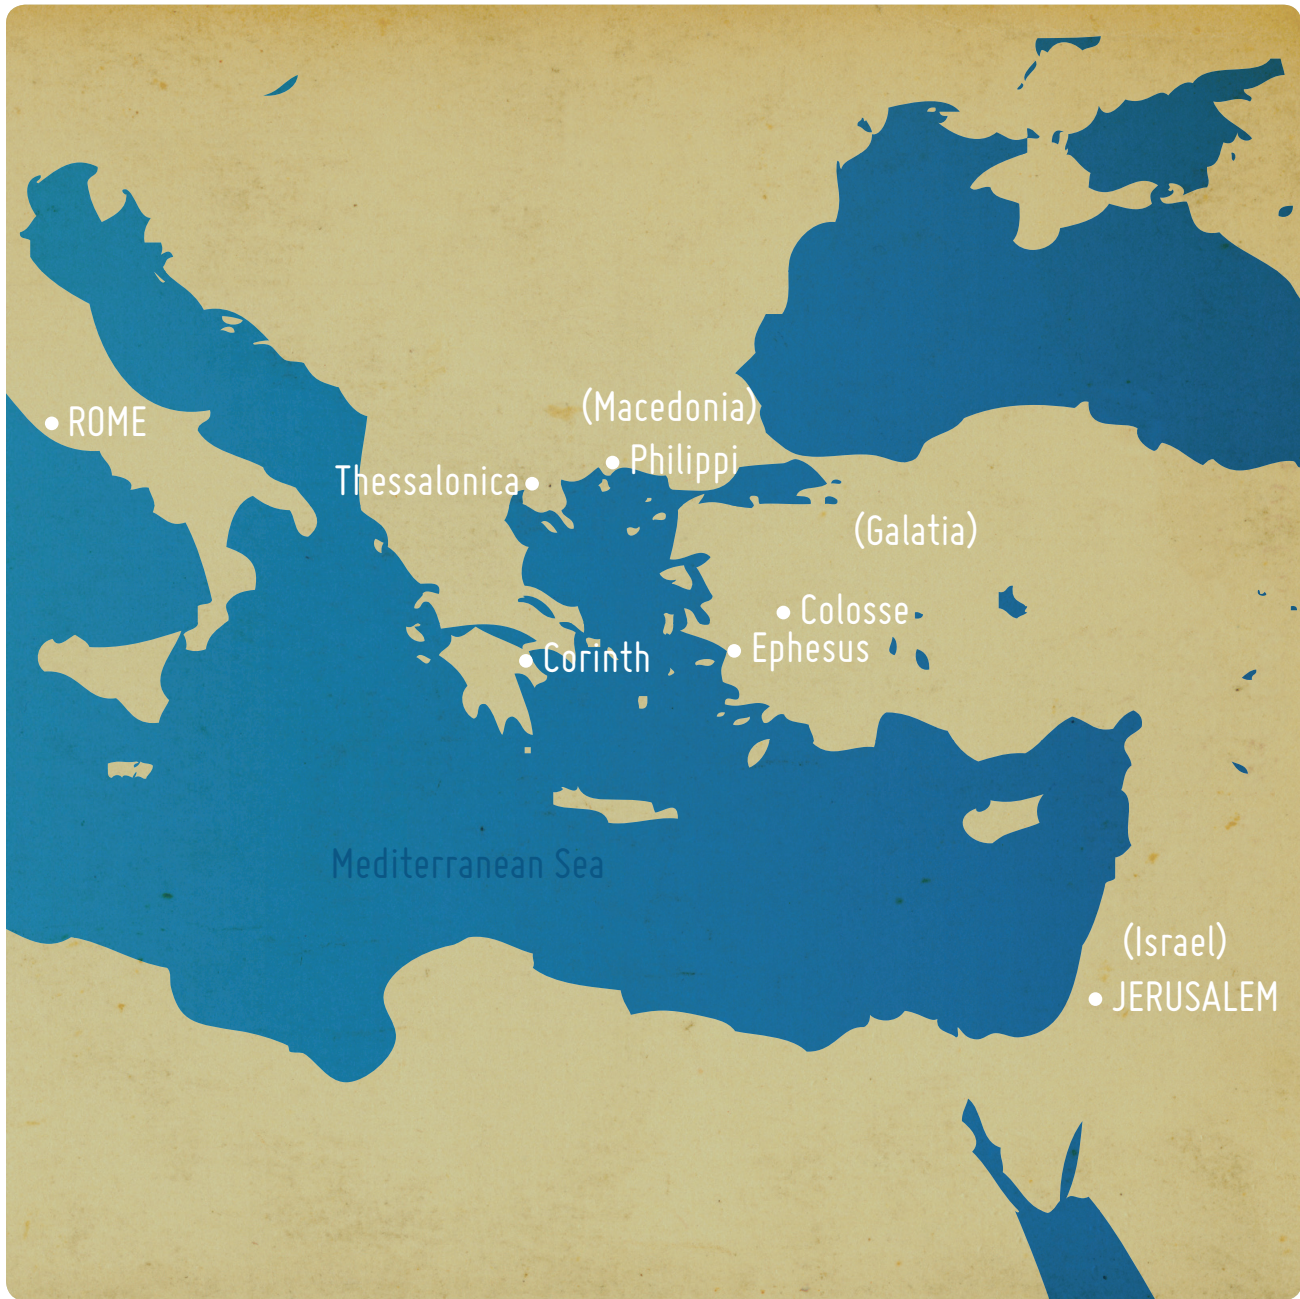 (Macedonia)
ROME
Philippi
Thessalonica
(Galatia)
Colosse
Ephesus
Corinth
Mediterranean Sea
(Israel)
JERUSALEM